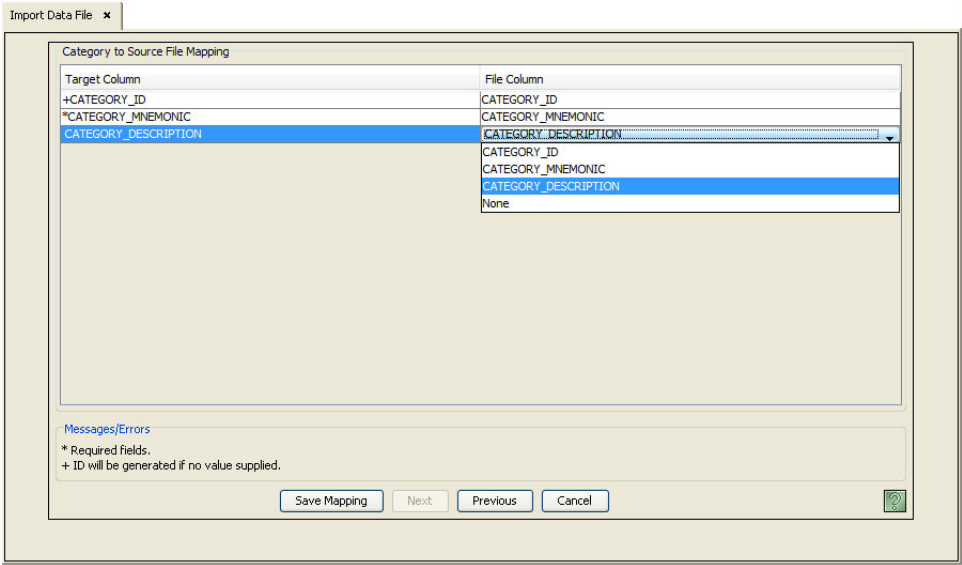 Import Data File ×
Category to Source File Mapping
Target Column File Column
+CATEGORY_ID CATEGORY_ID
*CATEGORY_MNEMONIC CATEGORY_MNEMONIC
CATEGORY_DESCRIPTION CATEGORY_DESCRIPTION
CATEGORY_ID
CATEGORY_MNEMONIC
CATEGORY_DESCRIPTION
None
Messages/Errors
* Required fields.
+ ID will be generated if no value supplied.
Save Mapping Next Previous Cancel ?